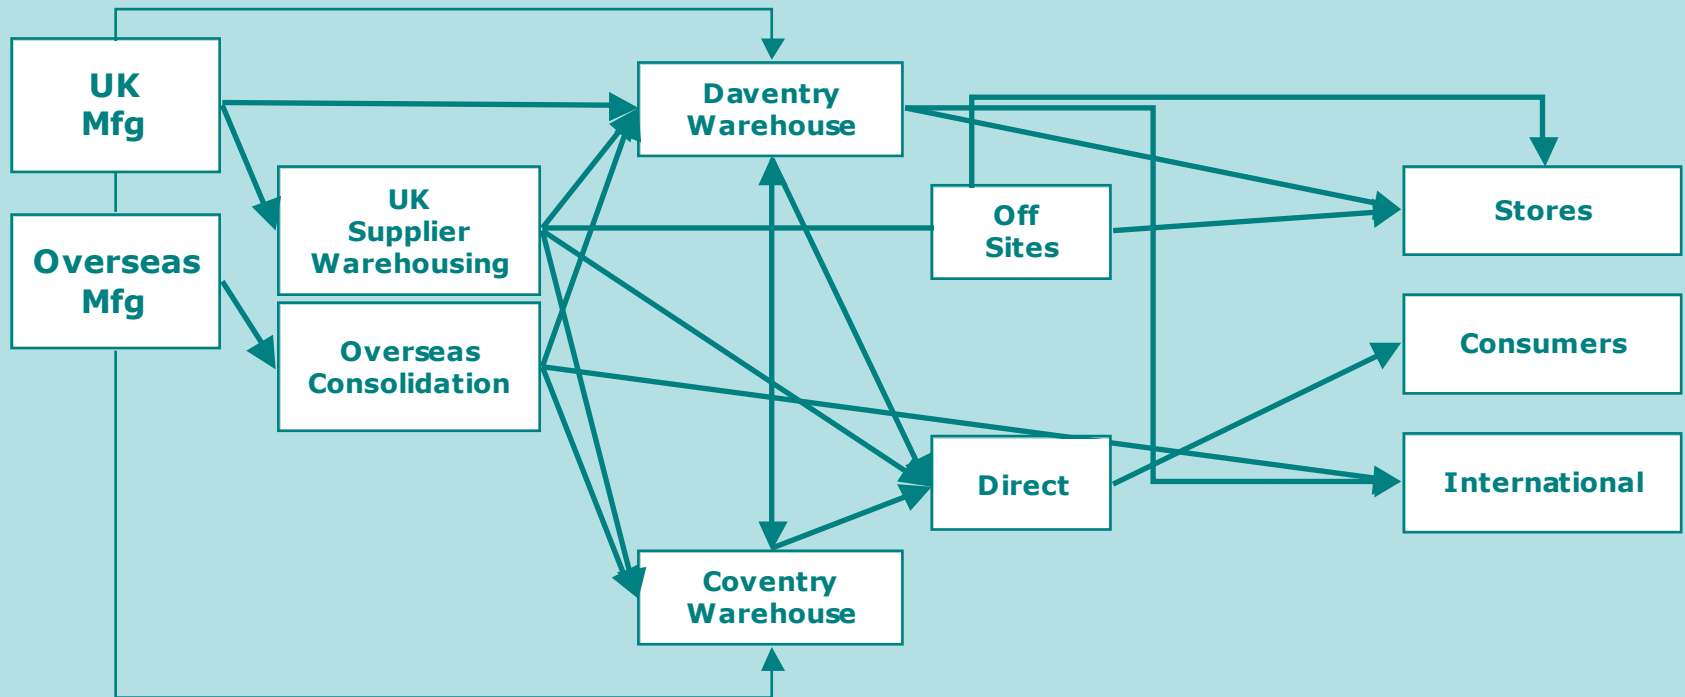 UK
Mfg
Overseas
Mfg
UK
Supplier
Warehousing
Overseas
Consolidation
Daventry
Warehouse
Off
Sites
Direct
Coventry
Warehouse
Stores
Consumers
International